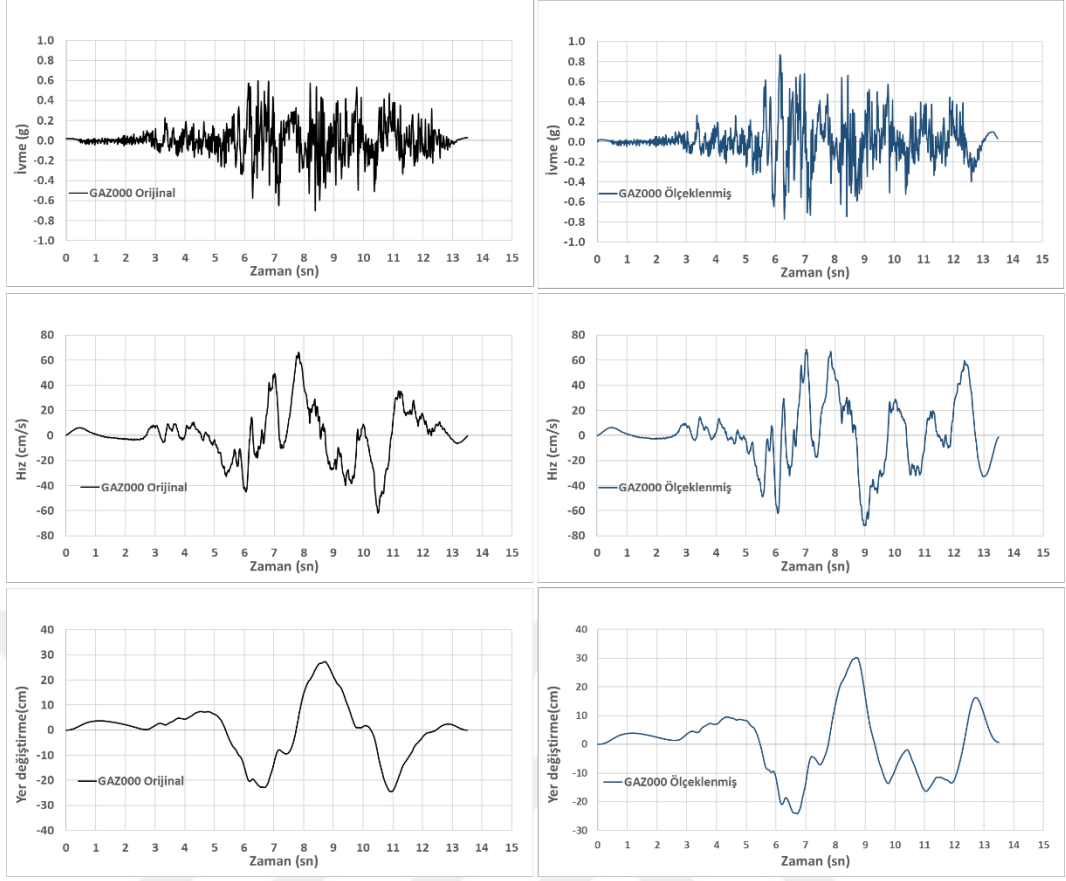 1.0
0.8
0.6
0.4
0.2
0.0
-0.2
-0.4
-0.6
-0.8
-1.0
İvme (g)
GAZ000 Orijinal
0 1 2 3 4 5 6 7 8 9 10 11 12 13 14 15
Zaman (sn)
1.0
0.8
0.6
0.4
0.2
0.0
-0.2
-0.4
-0.6
-0.8
-1.0
İvme (g)
GAZ000 Ölçeklenmiş
0 1 2 3 4 5 6 7 8 9 10 11 12 13 14 15
Zaman (sn)
80
60
40
20
0
-20
-40
-60
-80
Hız (cm/s)
GAZ000 Orijinal
0 1 2 3 4 5 6 7 8 9 10 11 12 13 14 15
Zaman (sn)
80
60
40
20
0
-20
-40
-60
-80
Hız (cm/s)
GAZ000 Ölçeklenmiş
0 1 2 3 4 5 6 7 8 9 10 11 12 13 14 15
Zaman (sn)
40
30
20
10
0
-10
-20
-30
-40
Yer değiştirme(cm)
GAZ000 Orijinal
0 1 2 3 4 5 6 7 8 9 10 11 12 13 14 15
Zaman (sn)
40
30
20
10
0
-10
-20
-30
Yer değiştirme(cm)
GAZ000 Ölçeklenmiş
0 1 2 3 4 5 6 7 8 9 10 11 12 13 14 15
Zaman (sn)